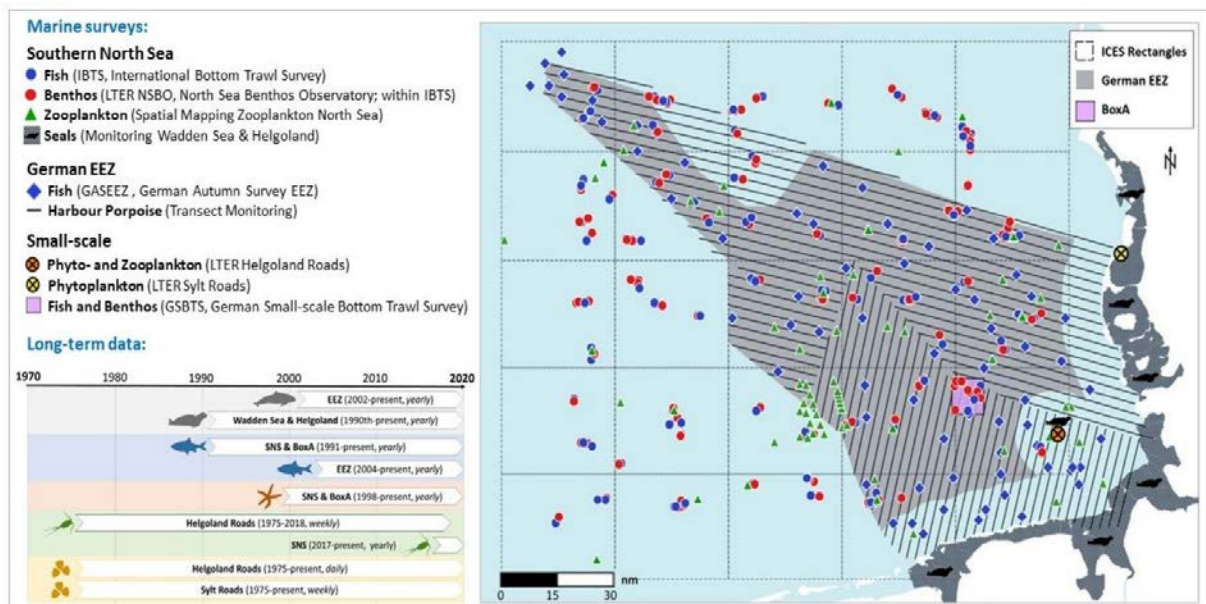 Marine surveys:
Southern North Sea
Fish (IBTS, International Bottom Trawl Survey)
Benthos (LTER NSBO, North Sea Benthos Observatory; within IBTS)
Zooplankton (Spatial Mapping Zooplankton North Sea)
Seals (Monitoring Wadden Sea & Helgoland)
German EEZ
Fish (GASEEZ , German Autumn Survey EEZ)
Harbour Porpoise (Transect Monitoring)
Small-scale
Phyto- and Zooplankton (LTER Helgoland Roads)
Phytoplankton (LTER Sylt Roads)
Fish and Benthos (GSBTS, German Small-scale Bottom Trawl Survey)
Long-term data:
1970 1980 1990 2000 2010 2020
EEZ (2002-present, yearly)
Wadden Sea & Helgoland (1990th-present, yearly)
SNS & BoxA (1991-present, yearly)
EEZ (2004-present, yearly)
SNS & BoxA (1998-present, yearly)
Helgoland Roads (1975-2018, weekly)
SNS (2017-present, yearly)
Helgoland Roads (1975-present, daily)
Sylt Roads (1975-present, weekly)
ICES Rectangles
German EEZ
BoxA
N
nm
0 15 30